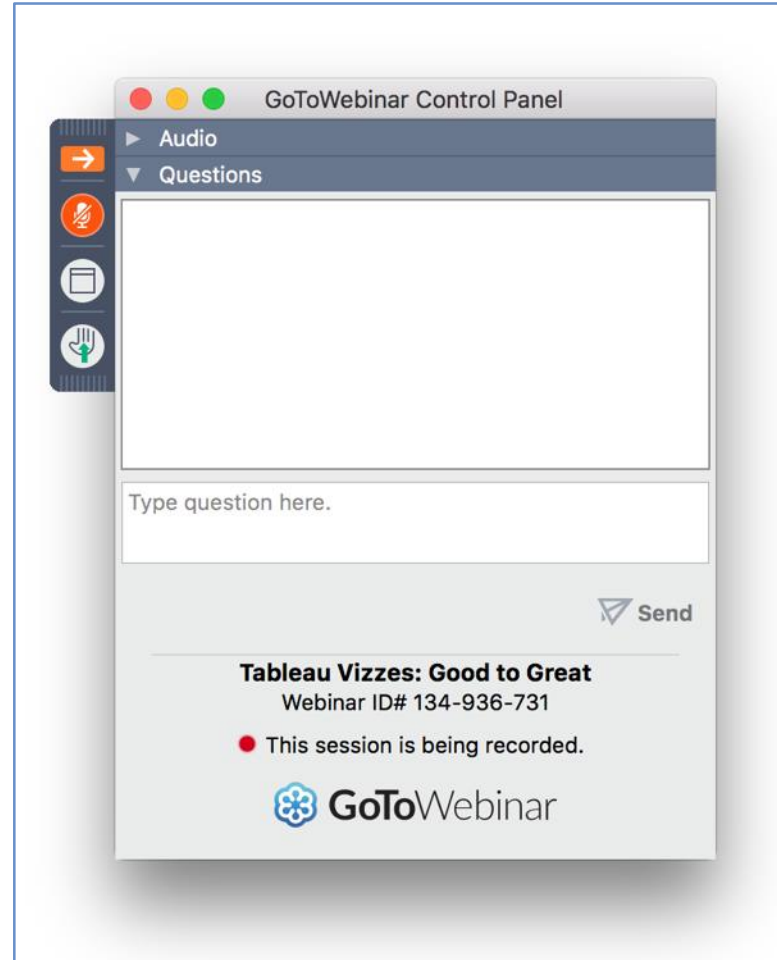 GoToWebinar Control Panel
Audio
Questions
Type question here.
Send
Tableau Vizzes: Good to Great
Webinar ID# 134-936-731
This session is being recorded.
GoToWebinar